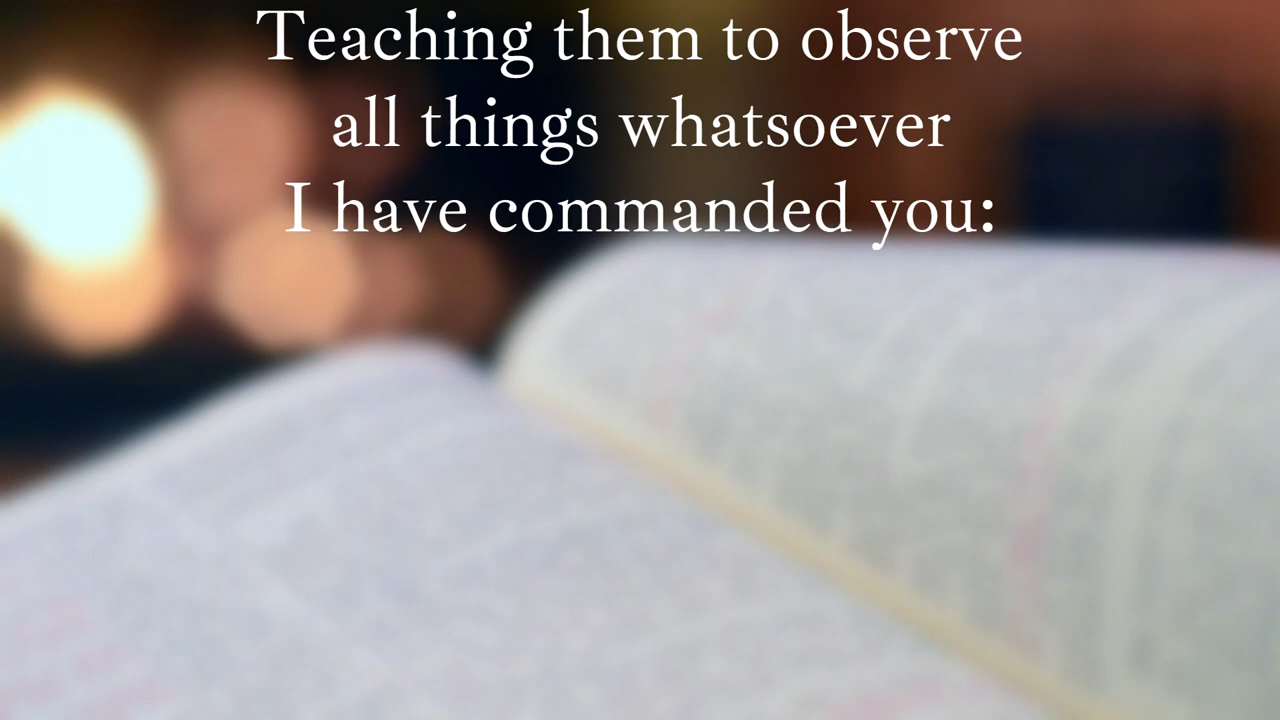 Teaching them to observe
all things whatsoever
I have commanded you: